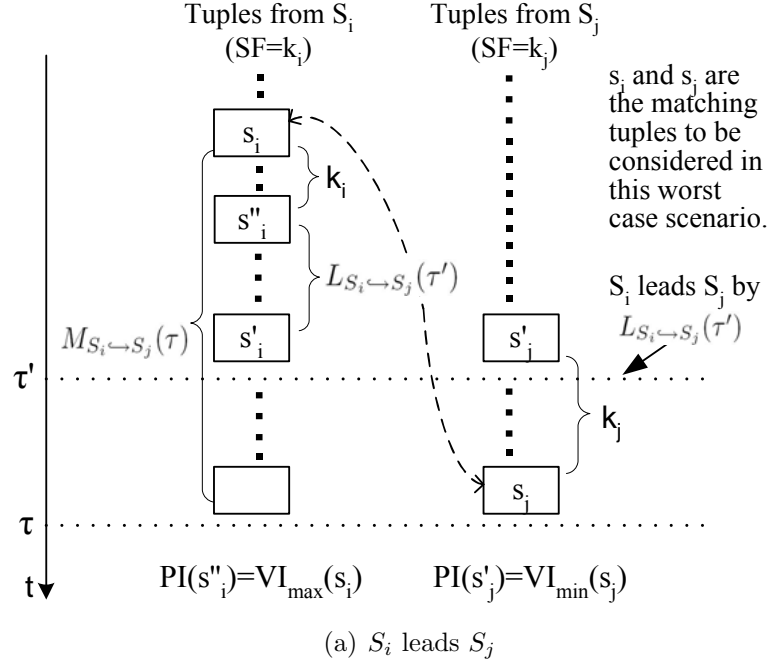 Tuples from S_i
(SF=k_i)
Tuples from S_j
(SF=k_j)
s_i and s_j are
the matching
tuples to be
considered in
this worst
case scenario.
s_i
k_i
s''_i
L_{S_i↪S_j}(τ')
S_i leads S_j by
L_{S_i↪S_j}(τ')
M_{S_i↪S_j}(τ)
s'_i
s'_j
τ'
k_j
s_j
τ
t
PI(s''_i)=VI_max(s_i)
PI(s'_j)=VI_min(s_j)
(a) S_i leads S_j